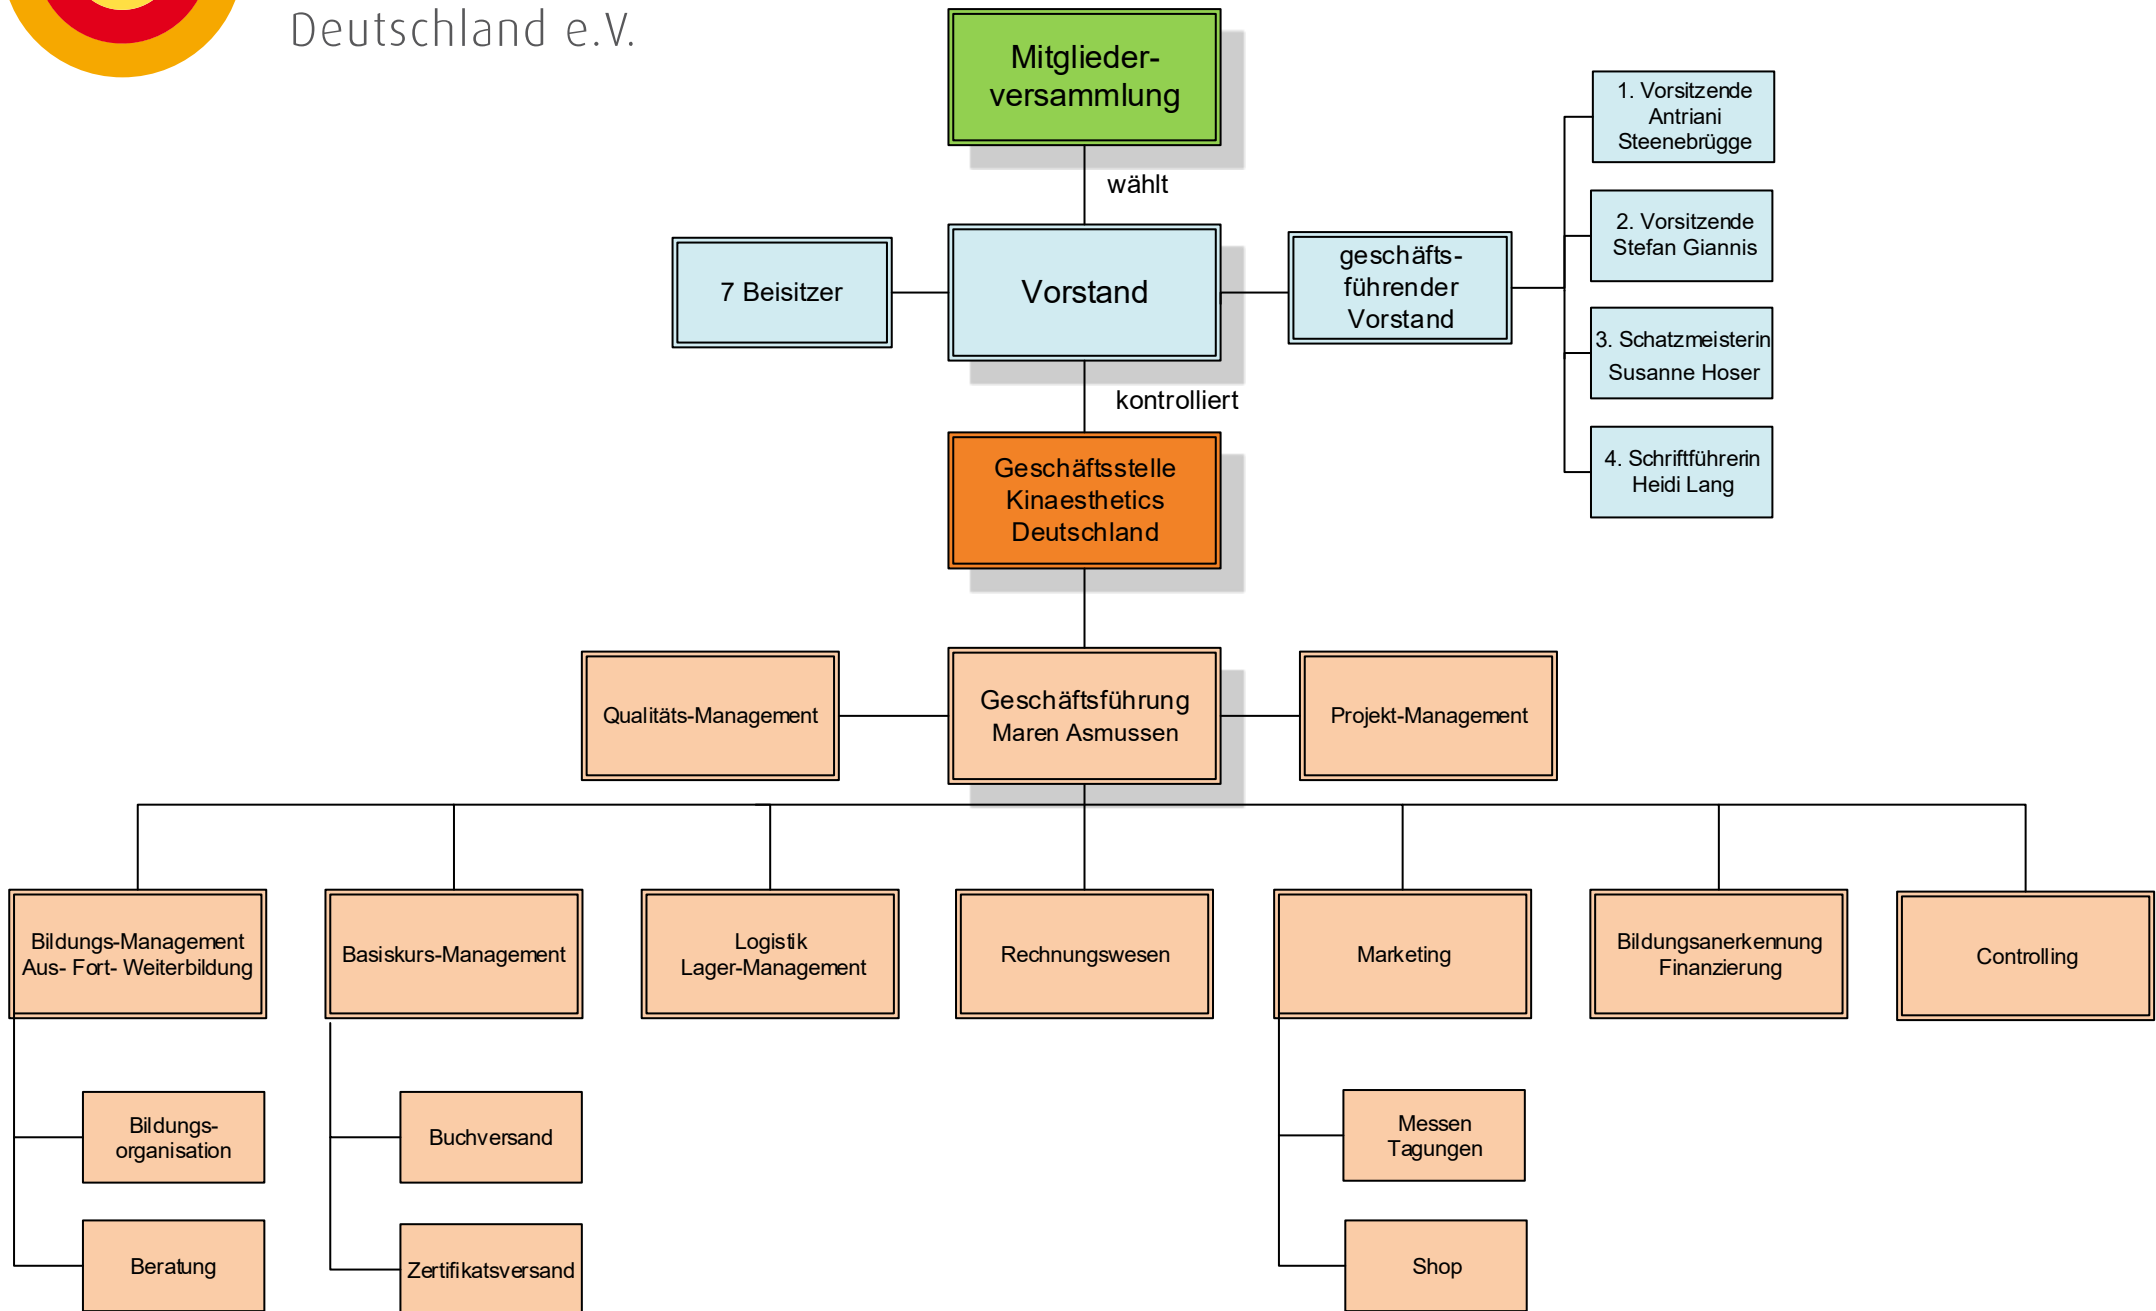 Deutschland e.V.
Mitglieder-
versammlung
wählt
1. Vorsitzende
Antriani
Steenebrügge
2. Vorsitzende
Stefan Giannis
3. Schatzmeisterin
Susanne Hoser
4. Schriftführerin
Heidi Lang
7 Beisitzer
Vorstand
geschäfts-
führender
Vorstand
kontrolliert
Geschäftsstelle
Kinaesthetics
Deutschland
Qualitäts-Management
Geschäftsführung
Maren Asmussen
Projekt-Management
Bildungs-Management
Aus- Fort- Weiterbildung
Basiskurs-Management
Logistik
Lager-Management
Rechnungswesen
Marketing
Bildungsanerkennung
Finanzierung
Controlling
Bildungs-
organisation
Buchversand
Messen
Tagungen
Beratung
Zertifikatsversand
Shop